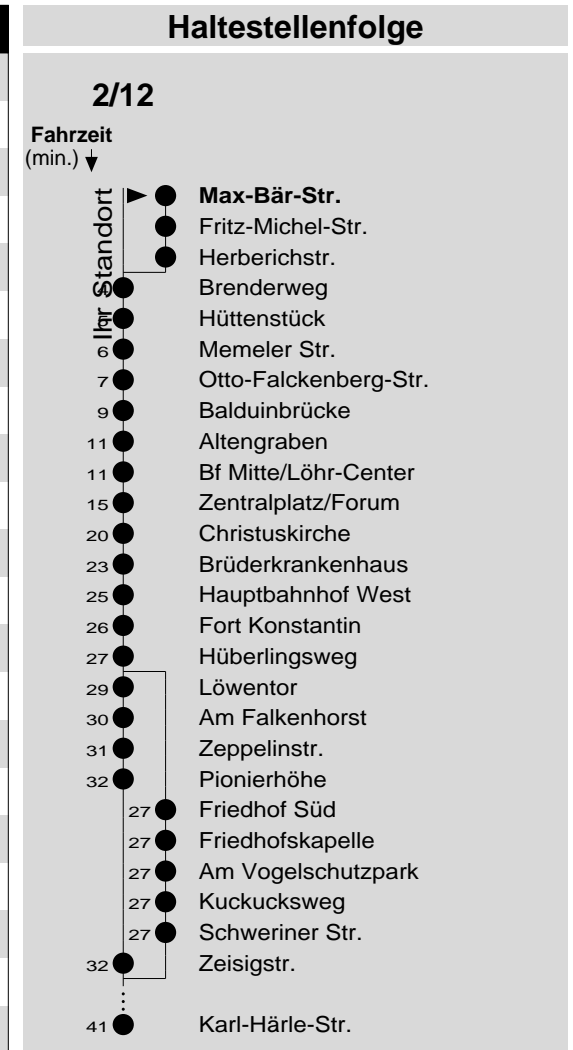 Haltestellenfolge
2/12
Fahrzeit
(min.)
Ihr Standort
Max-Bär-Str.
Fritz-Michel-Str.
Herberichstr.
4 Brenderweg
Hüttenstück
6 Memeler Str.
7 Otto-Falckenberg-Str.
9 Balduinbrücke
11 Altengraben
11 Bf Mitte/Löhr-Center
15 Zentralplatz/Forum
20 Christuskirche
23 Brüderkrankenhaus
25 Hauptbahnhof West
26 Fort Konstantin
27 Hüberlingsweg
29 Löwentor
30 Am Falkenhorst
31 Zeppelinstr.
32 Pionierhöhe
27 Friedhof Süd
27 Friedhofskapelle
27 Am Vogelschutzpark
27 Kuckucksweg
27 Schweriner Str.
32 Zeisigstr.
41 Karl-Härle-Str.